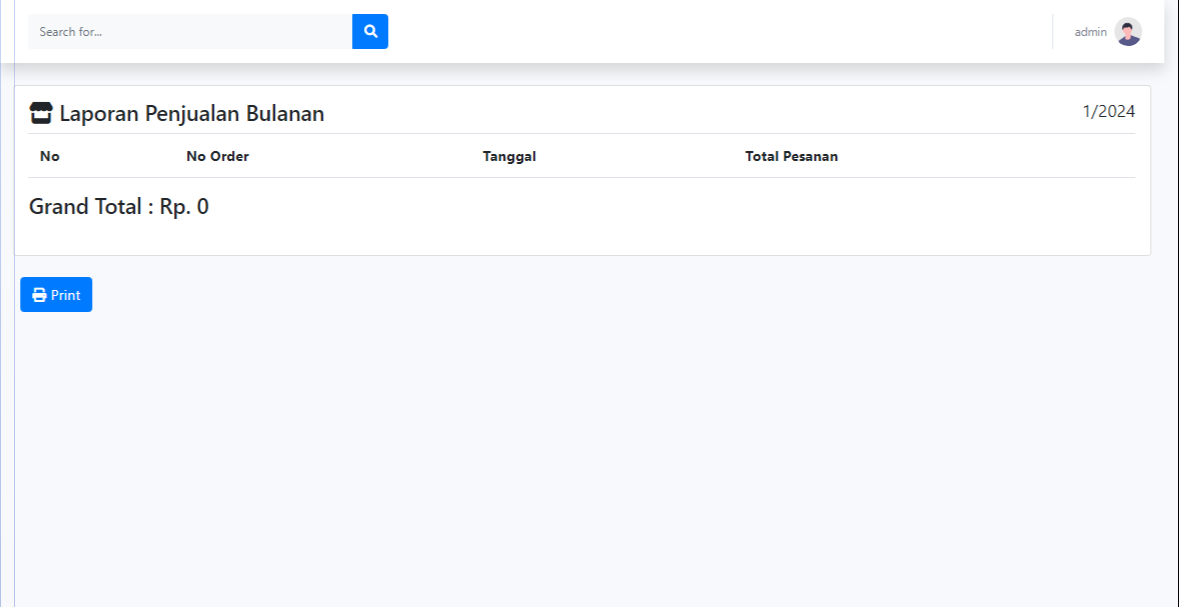 Search for...
admin
Laporan Penjualan Bulanan 1/2024
No No Order Tanggal Total Pesanan
Grand Total : Rp. 0
Print